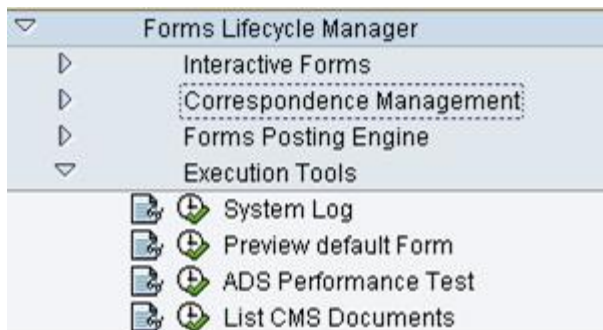 Forms Lifecycle Manager
Interactive Forms
Correspondence Management
Forms Posting Engine
Execution Tools
System Log
Preview default Form
ADS Performance Test
List CMS Documents